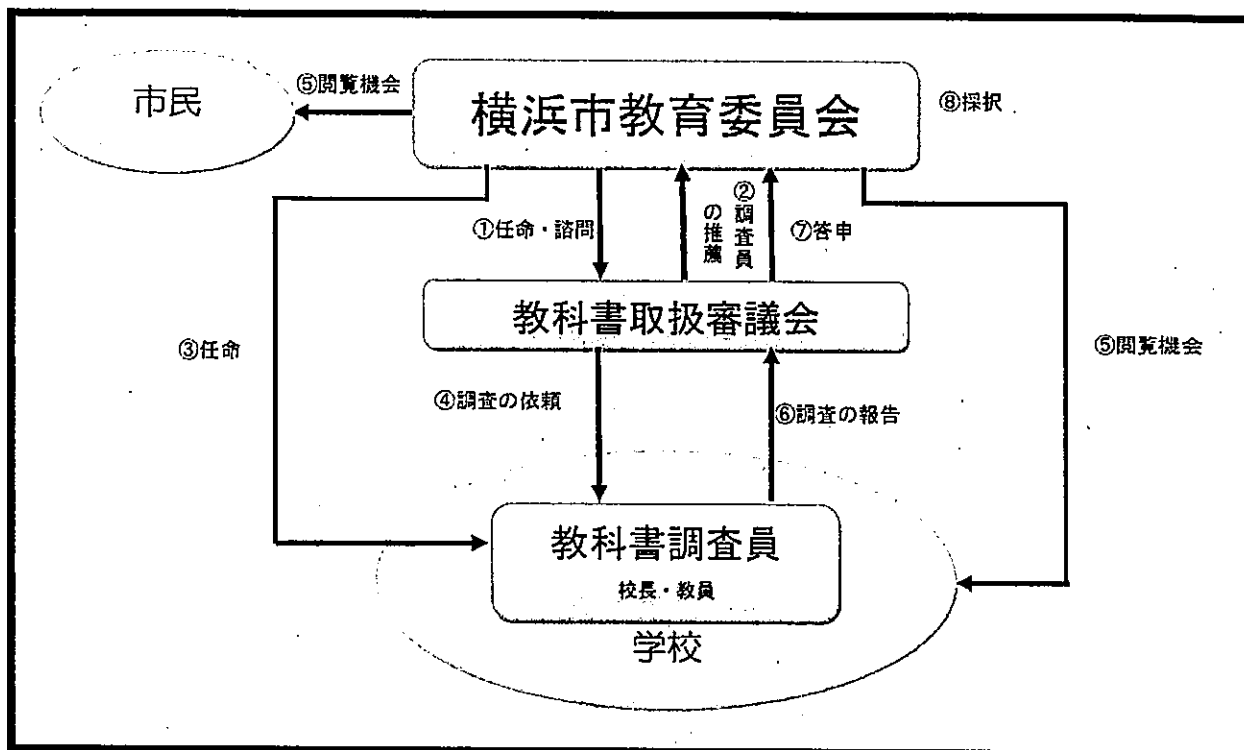 市民
⑤閲覧機会
横浜市教育委員会
⑧採択
①任命・諮問
②調査員
の推薦
⑦答申
教科書取扱審議会
③任命
⑤閲覧機会
④調査の依頼
⑥調査の報告
教科書調査員
校長・教員
学校